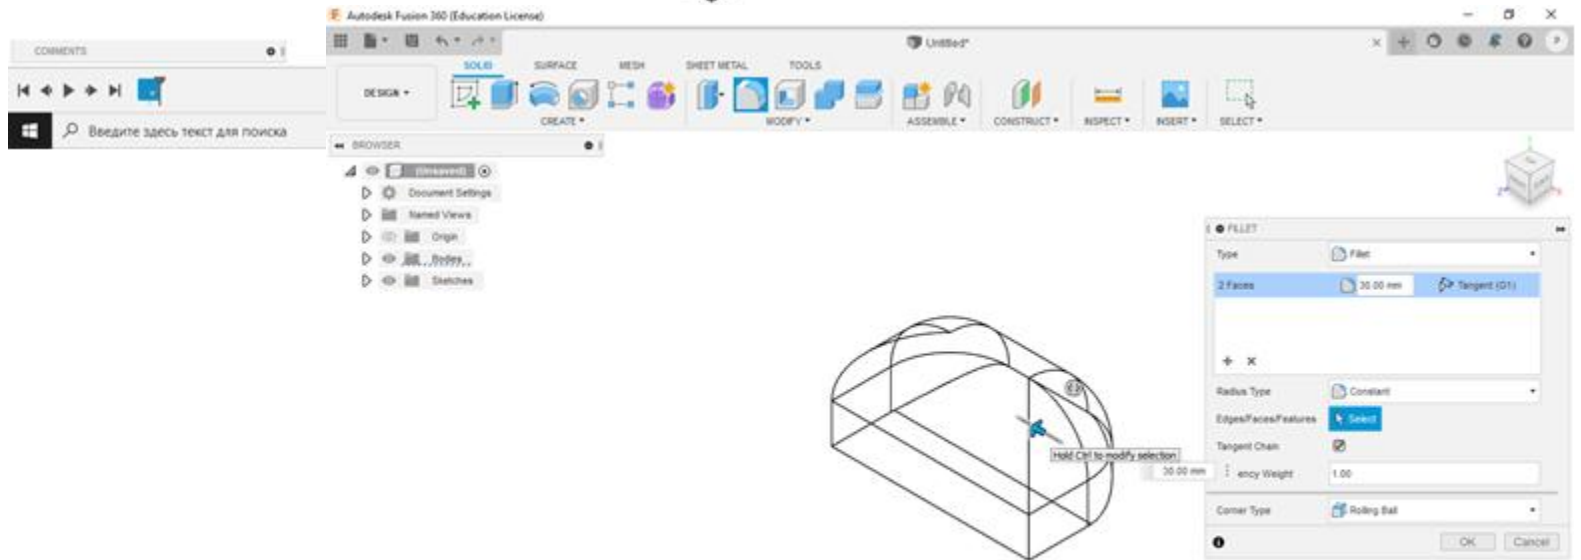 Autodesk Fusion 360 (Education License)
Untitled*
COMMENTS
SOLID SURFACE MESH SHEET METAL TOOLS
DESIGN
CREATE MODIFY ASSEMBLE CONSTRUCT INSPECT INSERT SELECT
Введите здесь текст для поиска
BROWSER
(Unsaved)
Document Settings
Named Views
Origin
Bodies
Sketches
FILLET
Type Fillet
2 Faces 30.00 mm Tangent (G1)
Radius Type Constant
Edges/Faces/Features Select
Tangent Chain
Hold Ctrl to modify selection
30.00 mm
ency Weight 1.00
Corner Type Rolling Ball
OK Cancel